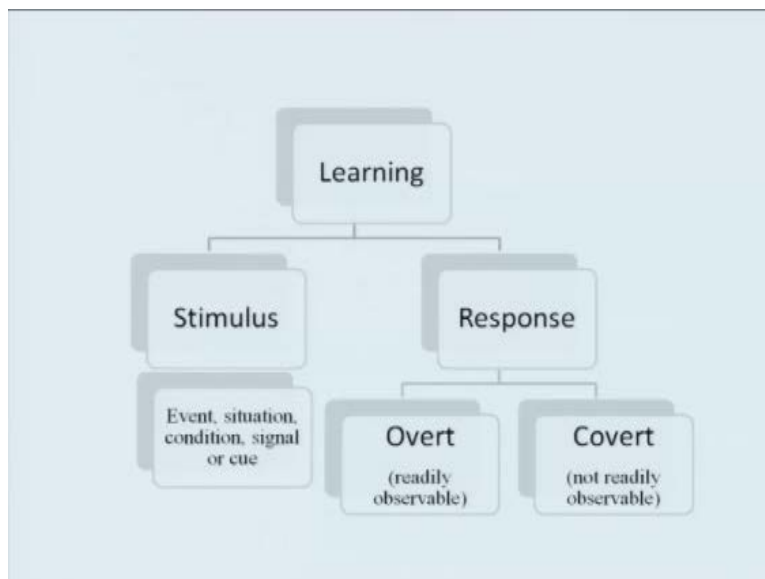 Learning
Stimulus
Response
Event, situation,
condition, signal
or cue
Overt
(readily
observable)
Covert
(not readily
observable)